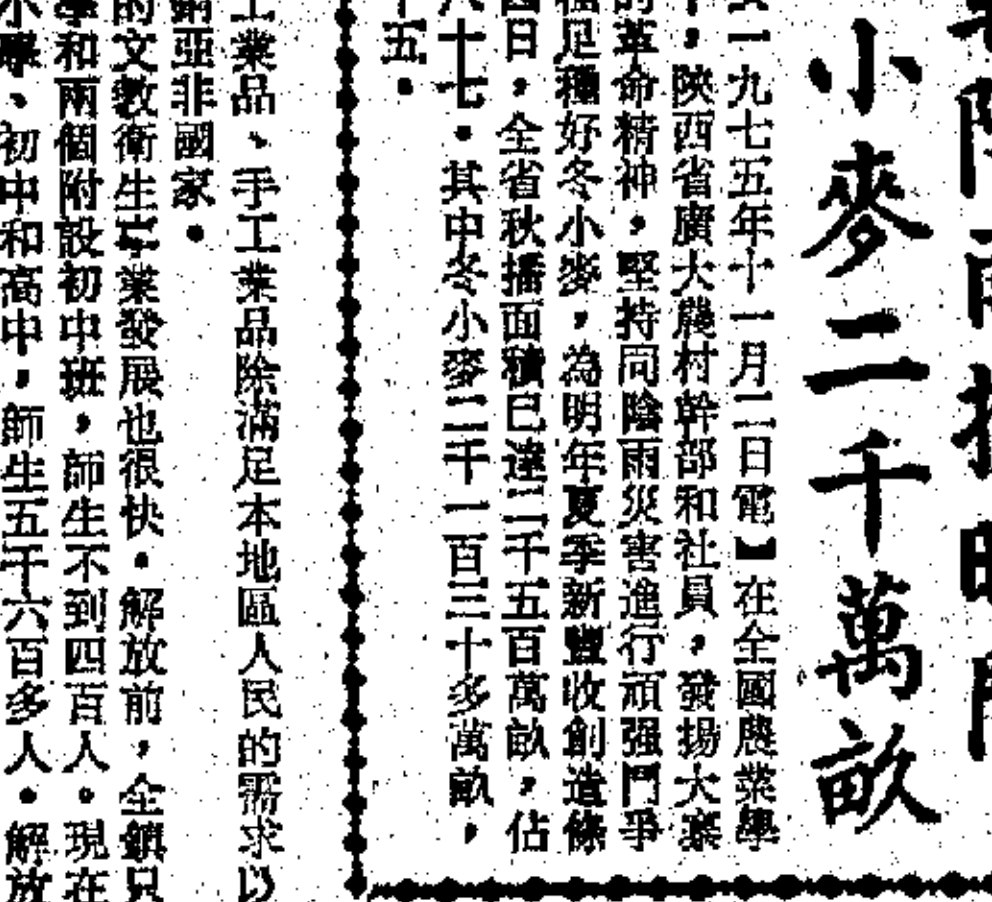 小麥二千萬畝
一九七五年十一月二日電】在全國農業學
，陝西省廣大農村幹部和社員，發揚大寨
的革命精神，堅持同陰雨災害進行頑强鬥爭
足種好冬小麥，為明年夏季新豐收創造條
四日，全省秋播面積已達二千五百萬畝，佔
八十七。其中冬小麥二千一百三十多萬畝，
十五。
工業品、手工業品除滿足本地區人民的需求以
亞非國家。
的文教衛生事業發展也很快。解放前，全鎮只
學和兩個附設初中班，師生不到四百人。現在
小學、初中和高中，師生五千六百多人。解放